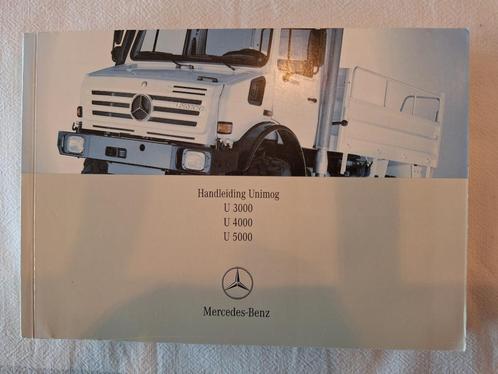 Handleiding Unimog
U 3000
U 4000
U 5000
Mercedes-Benz